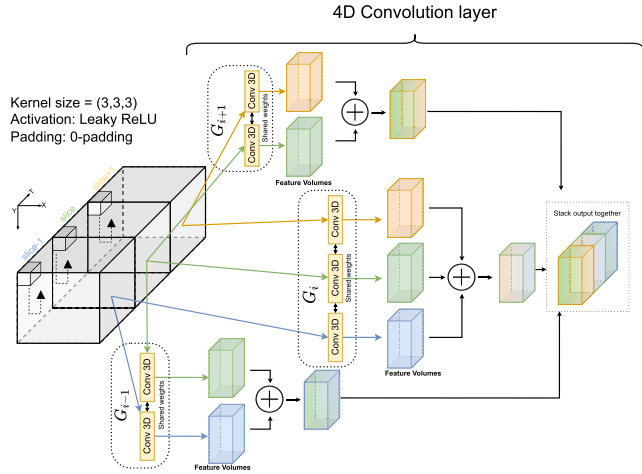 4D Convolution layer
Kernel size = (3,3,3)
Activation: Leaky ReLU
Padding: 0-padding
G_{i+1}
Conv 3D
Conv 3D
Shared weights
Feature Volumes
T
X
Y
slice+1
slice
slice-1
G_i
Conv 3D
Conv 3D
Conv 3D
Shared weights
Feature Volumes
Stack output together
G_{i-1}
Conv 3D
Conv 3D
Shared weights
Feature Volumes